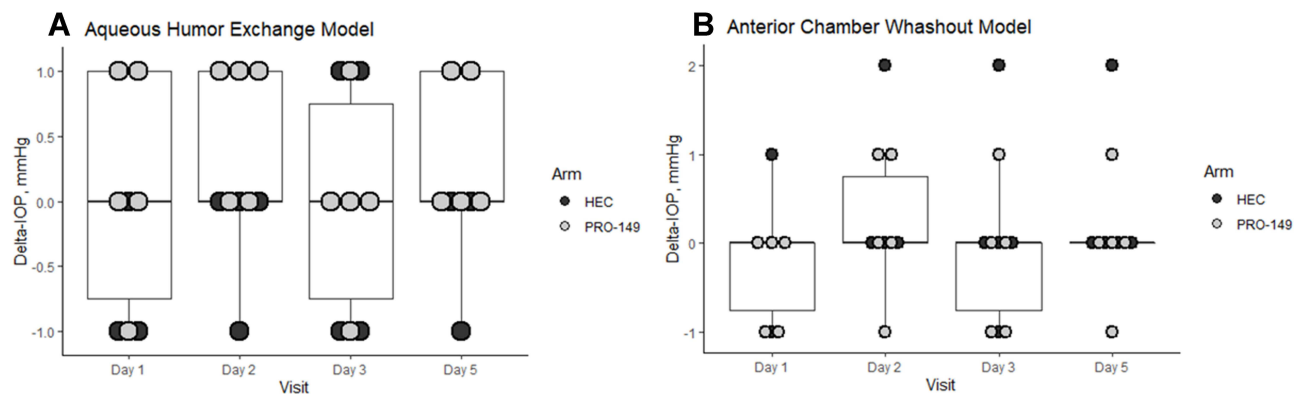 A
Aqueous Humor Exchange Model
Delta-IOP, mmHg
1.0
0.5
0.0
-0.5
-1.0
Day 1
Day 2
Day 3
Day 5
Visit
Arm
HEC
PRO-149
B
Anterior Chamber Whashout Model
Delta-IOP, mmHg
2
1
0
-1
Day 1
Day 2
Day 3
Day 5
Visit
Arm
HEC
PRO-149